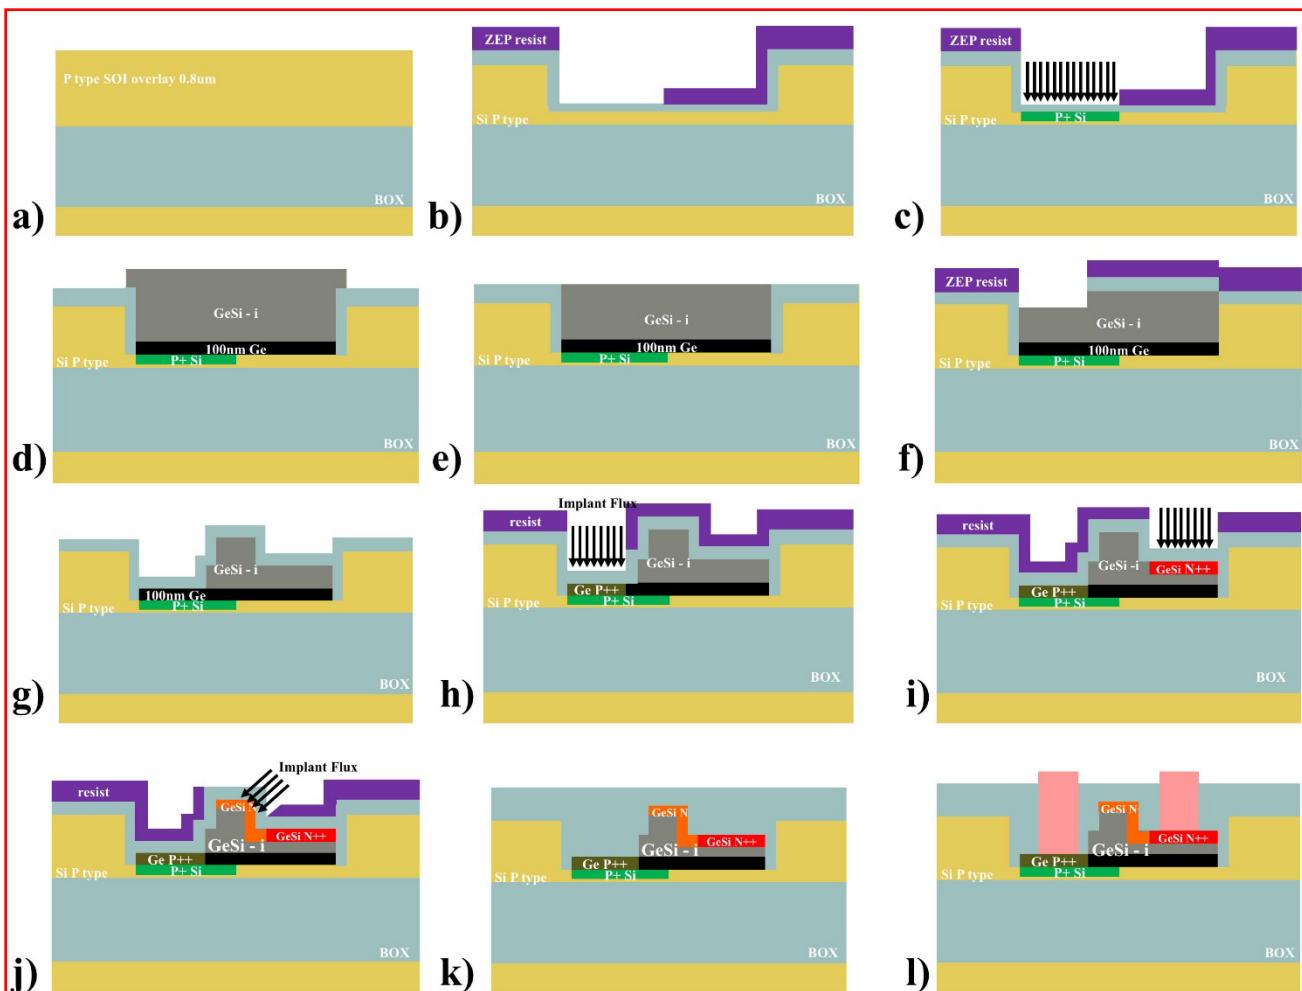 P type SOI overlay 0.8um
BOX
a)
ZEP resist
Si P type
BOX
b)
ZEP resist
P+ Si
Si P type
BOX
c)
GeSi - i
100nm Ge
P+ Si
Si P type
BOX
d)
GeSi - i
100nm Ge
P+ Si
Si P type
BOX
e)
ZEP resist
GeSi - i
100nm Ge
P+ Si
Si P type
BOX
f)
GeSi - i
100nm Ge
P+ Si
Si P type
BOX
g)
Implant Flux
resist
GeSi - i
Ge P++
P+ Si
Si P type
BOX
h)
resist
GeSi -i
GeSi N++
Ge P++
P+ Si
Si P type
BOX
i)
Implant Flux
resist
GeSi N
GeSi N++
GeSi - i
Ge P++
P+ Si
Si P type
BOX
j)
GeSi N
GeSi N++
GeSi - i
Ge P++
P+ Si
Si P type
BOX
k)
GeSi N
GeSi N++
GeSi - i
Ge P++
P+ Si
Si P type
BOX
l)